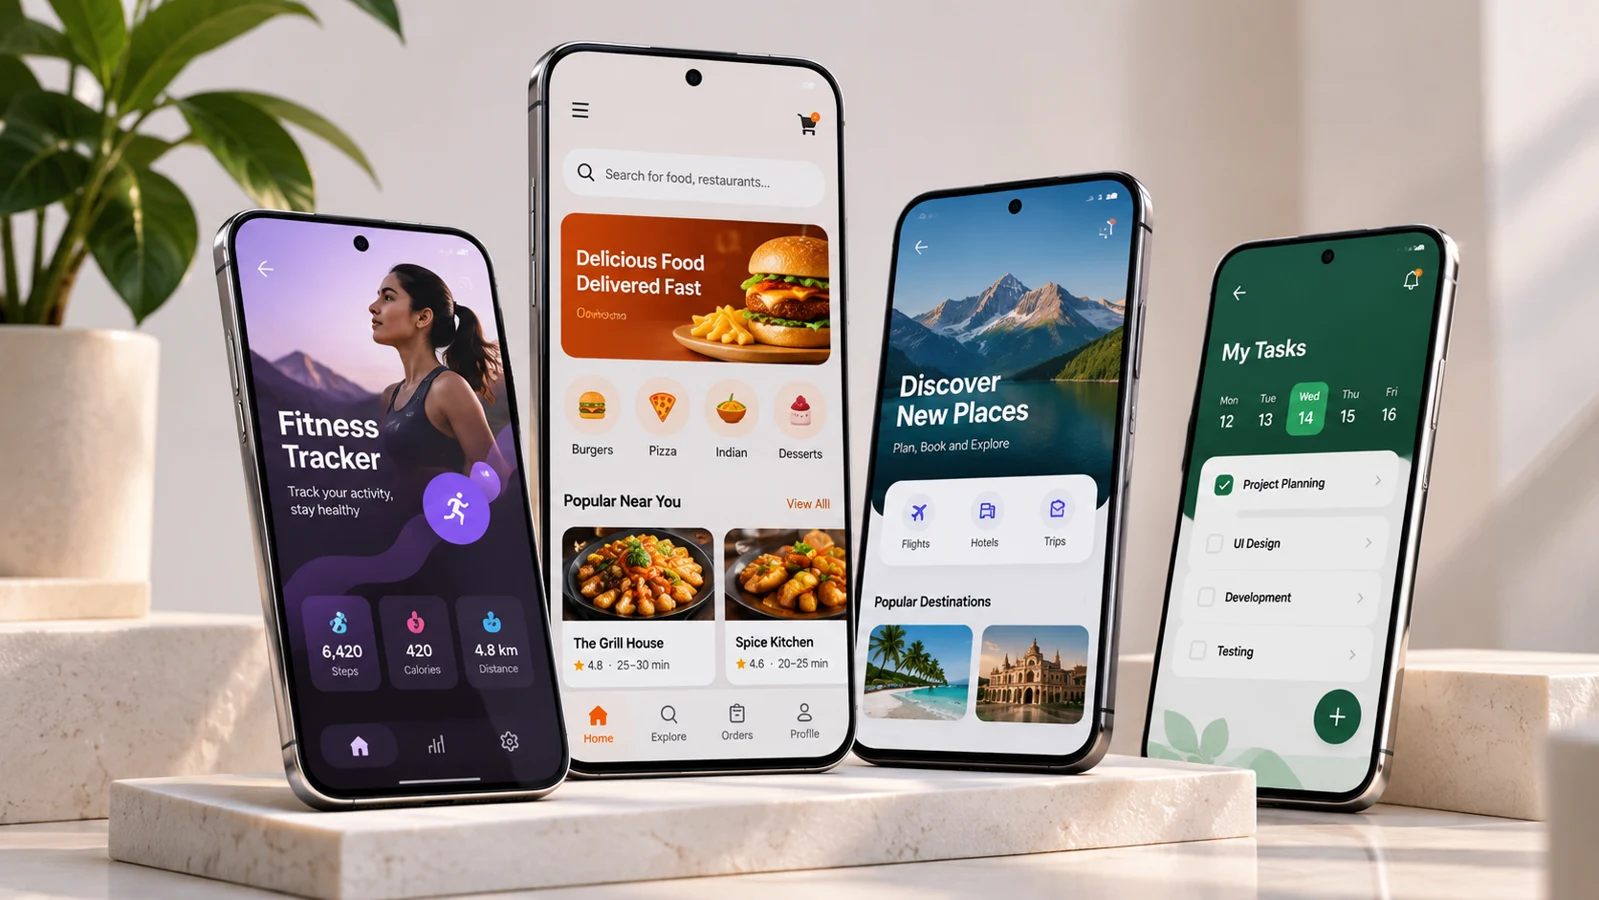 Fitness
Tracker
Track your activity,
stay healthy
6,420
Steps
420
Calories
4.8 km
Distance
Search for food, restaurants...
Delicious Food
Delivered Fast
Burgers
Pizza
Indian
Desserts
Popular Near You
View All
The Grill House
4.8 · 25–30 min
Spice Kitchen
4.6 · 20–25 min
Home
Explore
Orders
Profile
Discover
New Places
Plan, Book and Explore
Flights
Hotels
Trips
Popular Destinations
My Tasks
Mon Tue Wed Thu Fri
12 13 14 15 16
Project Planning
UI Design
Development
Testing